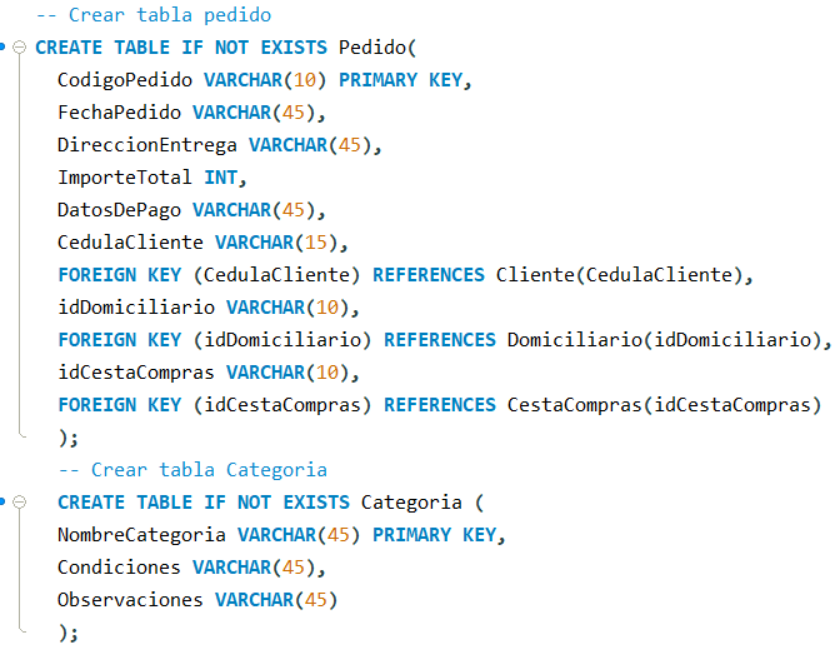 -- Crear tabla pedido
CREATE TABLE IF NOT EXISTS Pedido(
CodigoPedido VARCHAR(10) PRIMARY KEY,
FechaPedido VARCHAR(45),
DireccionEntrega VARCHAR(45),
ImporteTotal INT,
DatosDePago VARCHAR(45),
CedulaCliente VARCHAR(15),
FOREIGN KEY (CedulaCliente) REFERENCES Cliente(CedulaCliente),
idDomiciliario VARCHAR(10),
FOREIGN KEY (idDomiciliario) REFERENCES Domiciliario(idDomiciliario),
idCestaCompras VARCHAR(10),
FOREIGN KEY (idCestaCompras) REFERENCES CestaCompras(idCestaCompras)
);
-- Crear tabla Categoria
CREATE TABLE IF NOT EXISTS Categoria (
NombreCategoria VARCHAR(45) PRIMARY KEY,
Condiciones VARCHAR(45),
Observaciones VARCHAR(45)
);